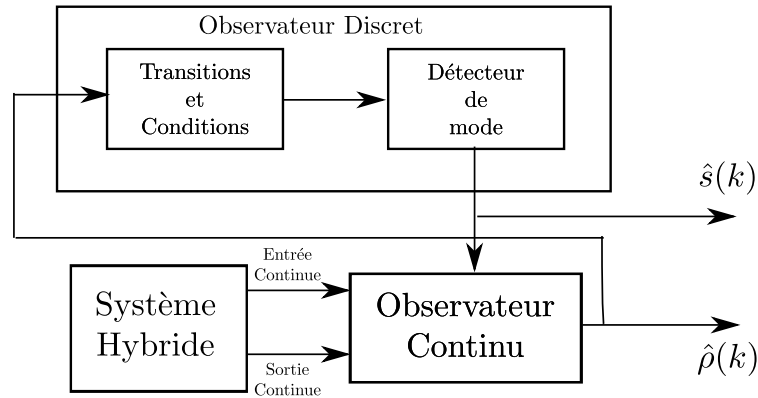 Observateur Discret
Transitions
et
Conditions
Détecteur
de
mode
ŝ(k)
Entrée
Continue
Système
Hybride
Observateur
Continu
Sortie
Continue
ρ̂(k)